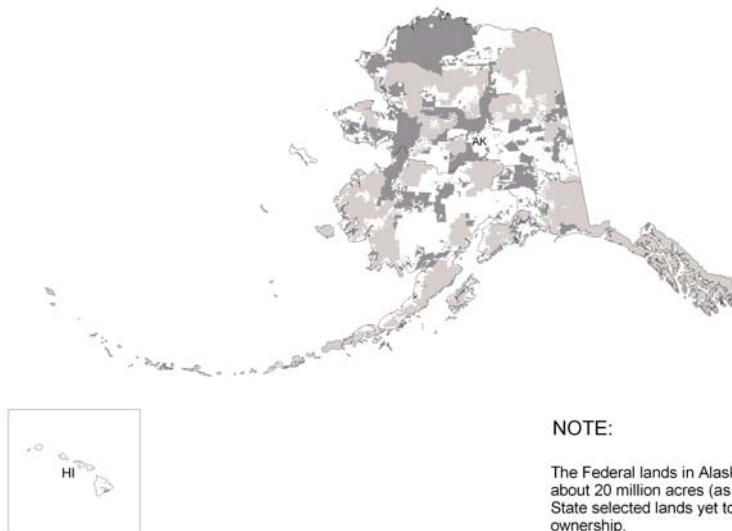 AK
HI
NOTE:
The Federal lands in Alask
about 20 million acres (as
State selected lands yet to
ownership.